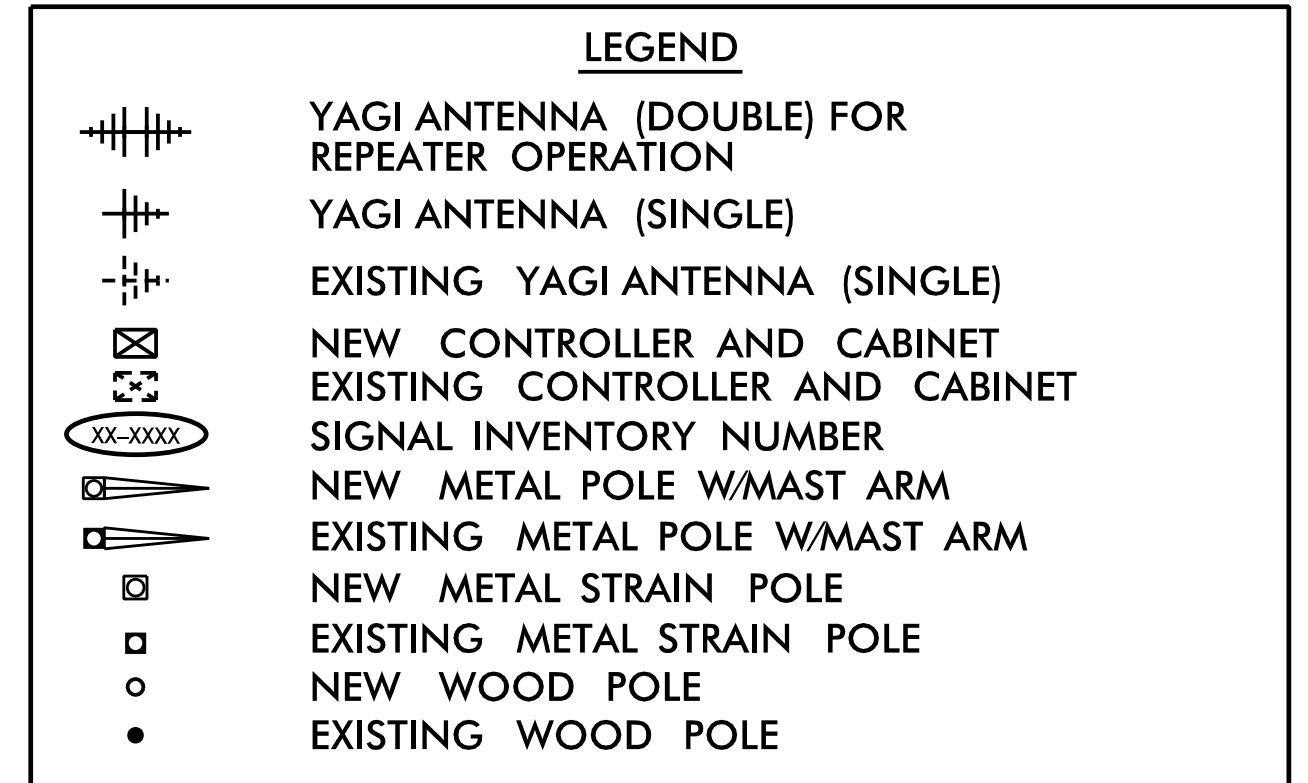 LEGEND
YAGI ANTENNA (DOUBLE) FOR
REPEATER OPERATION
YAGI ANTENNA (SINGLE)
EXISTING YAGI ANTENNA (SINGLE)
NEW CONTROLLER AND CABINET
EXISTING CONTROLLER AND CABINET
XX-XXXX SIGNAL INVENTORY NUMBER
NEW METAL POLE W/MAST ARM
EXISTING METAL POLE W/MAST ARM
NEW METAL STRAIN POLE
EXISTING METAL STRAIN POLE
NEW WOOD POLE
EXISTING WOOD POLE